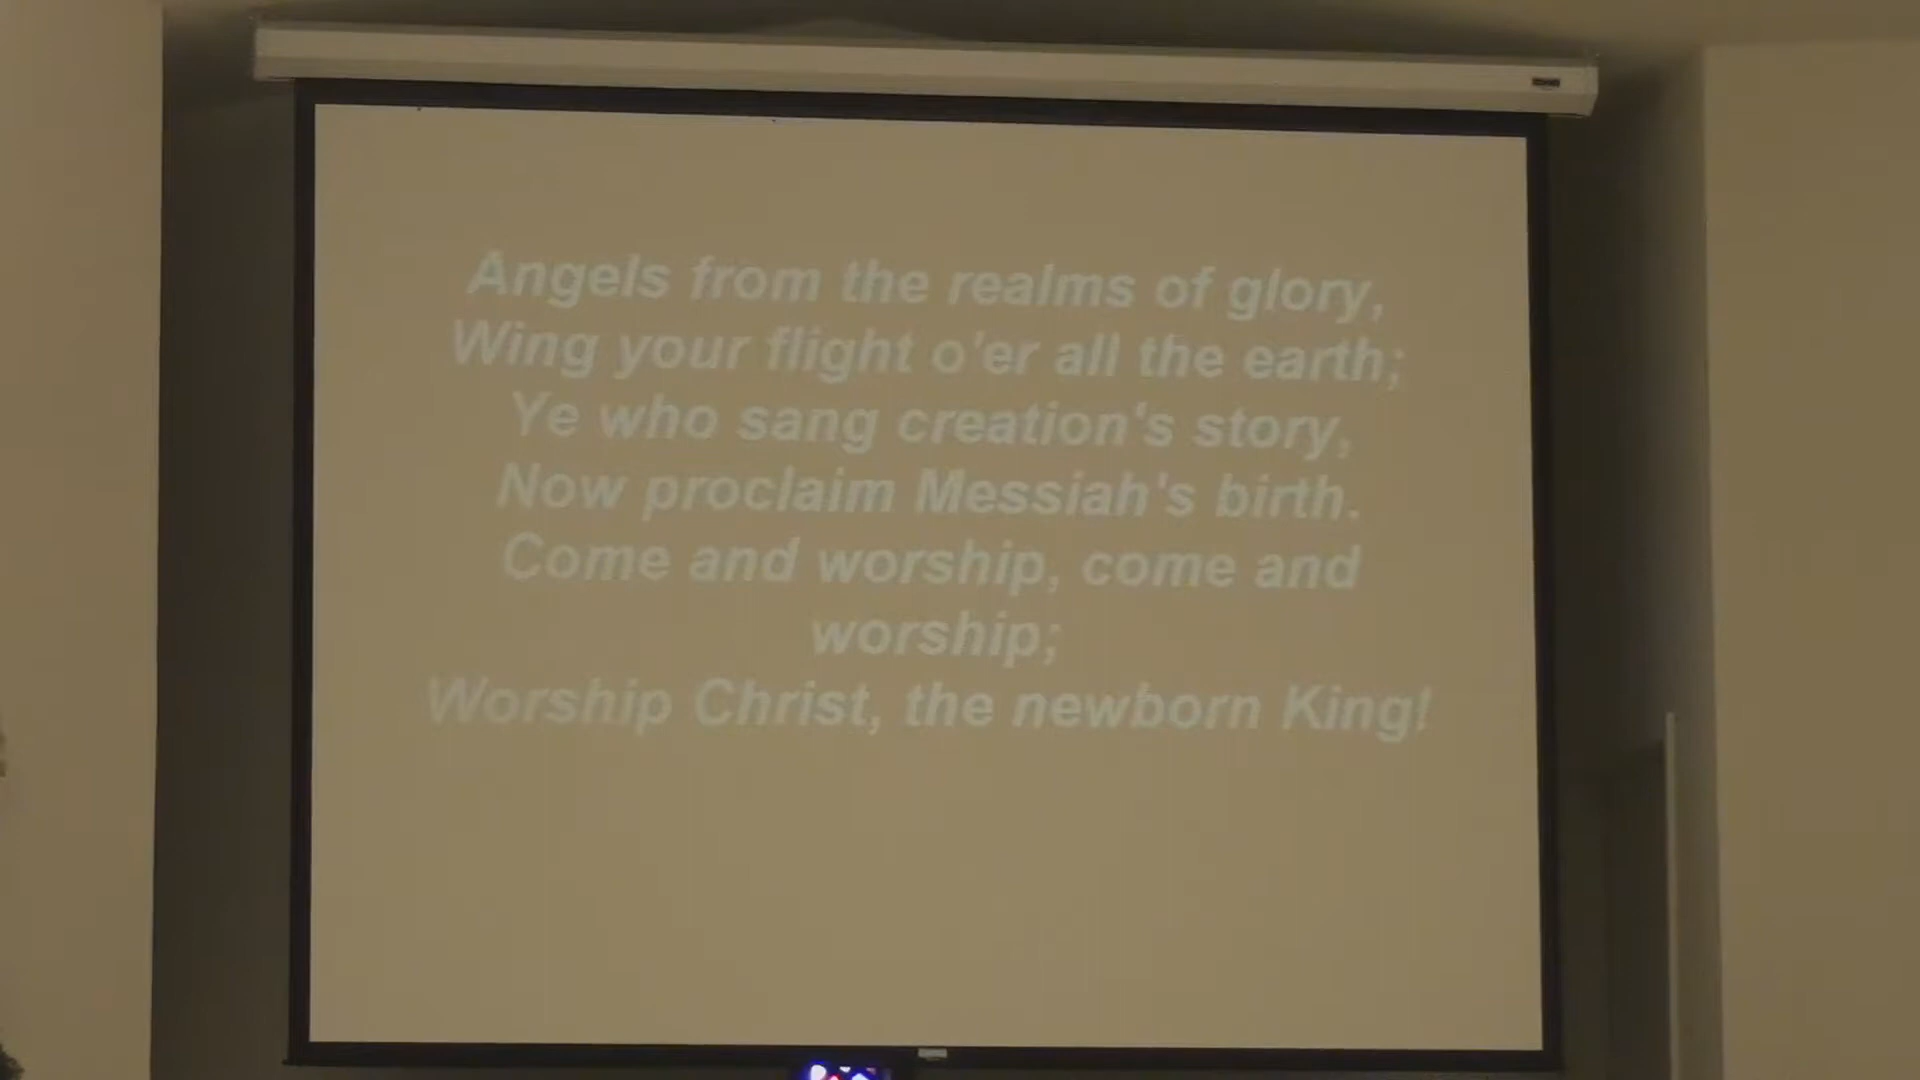 Angels from the realms of glory,
Wing your flight o'er all the earth;
Ye who sang creation's story,
Now proclaim Messiah's birth.
Come and worship, come and
worship;
Worship Christ, the newborn King!